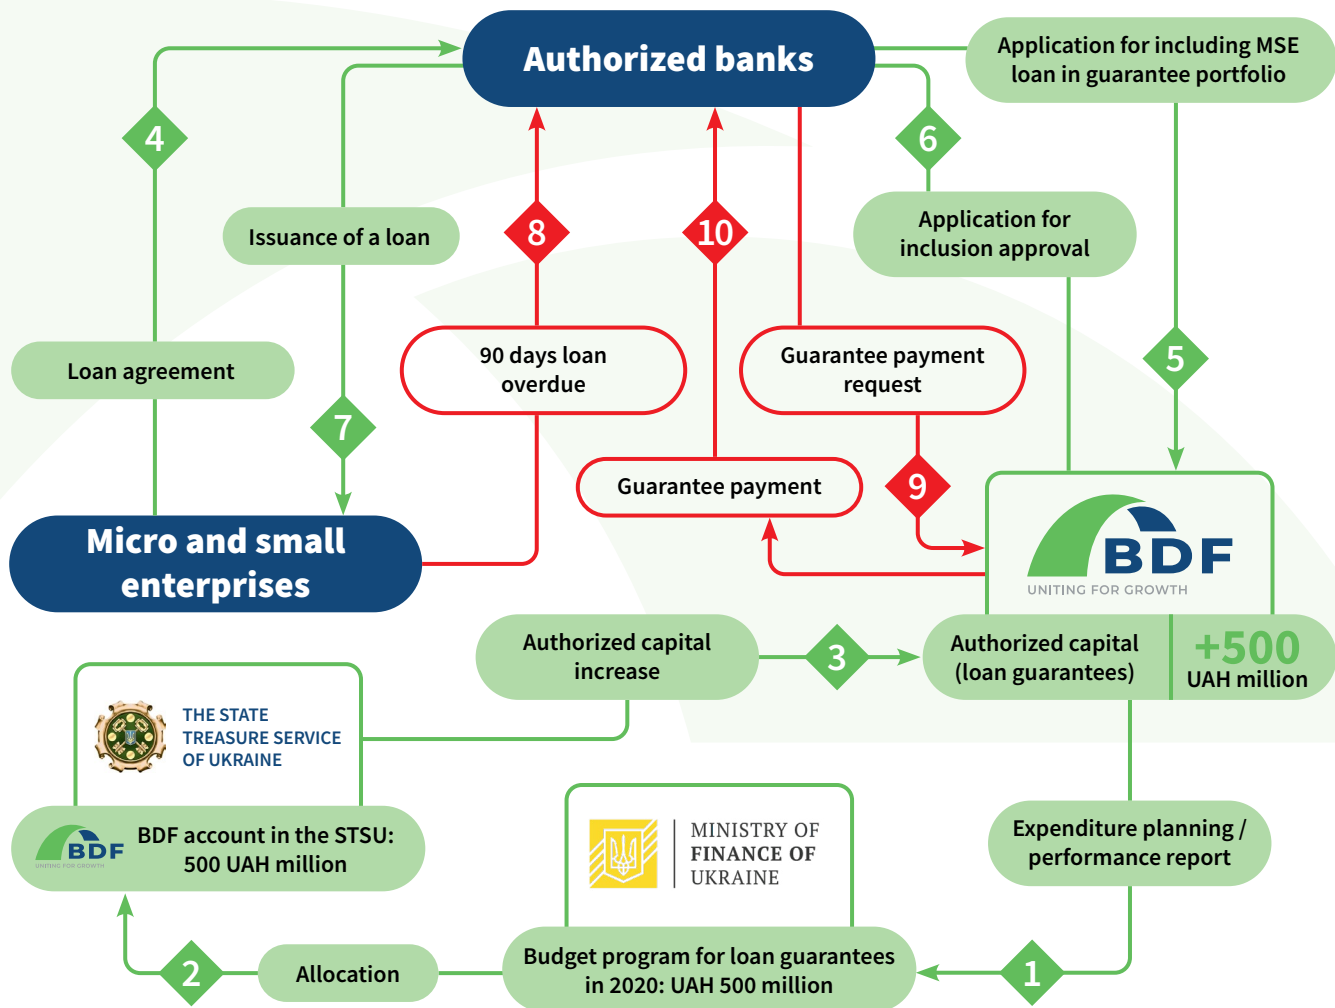 Authorized banks
Application for including MSE
loan in guarantee portfolio
4
6
Application for
inclusion approval
Issuance of a loan
8
10
Loan agreement
90 days loan
overdue
Guarantee payment
request
5
7
Guarantee payment
9
Micro and small
enterprises
BDF
UNITING FOR GROWTH
Authorized capital
increase
3
Authorized capital
(loan guarantees)
+500
UAH million
THE STATE
TREASURE SERVICE
OF UKRAINE
BDF
UNITING FOR GROWTH
BDF account in the STSU:
500 UAH million
MINISTRY OF
FINANCE OF
UKRAINE
Expenditure planning /
performance report
2
Allocation
Budget program for loan guarantees
in 2020: UAH 500 million
1